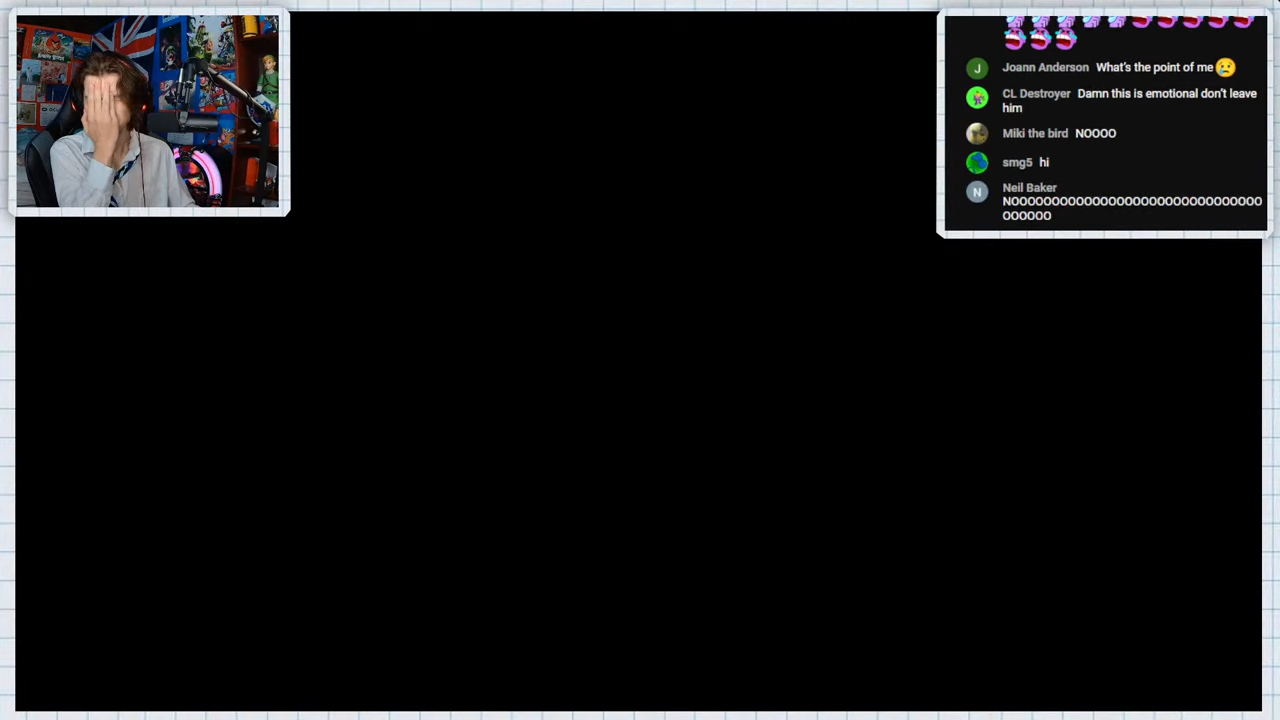 Joann Anderson What's the point of me😢
CL Destroyer Damn this is emotional don't leave
him
Miki the bird NOOOO
smg5 hi
Neil Baker
NOOOOOOOOOOOOOOOOOOOOOOOOOOOOOOO
OOOOOO
J
N